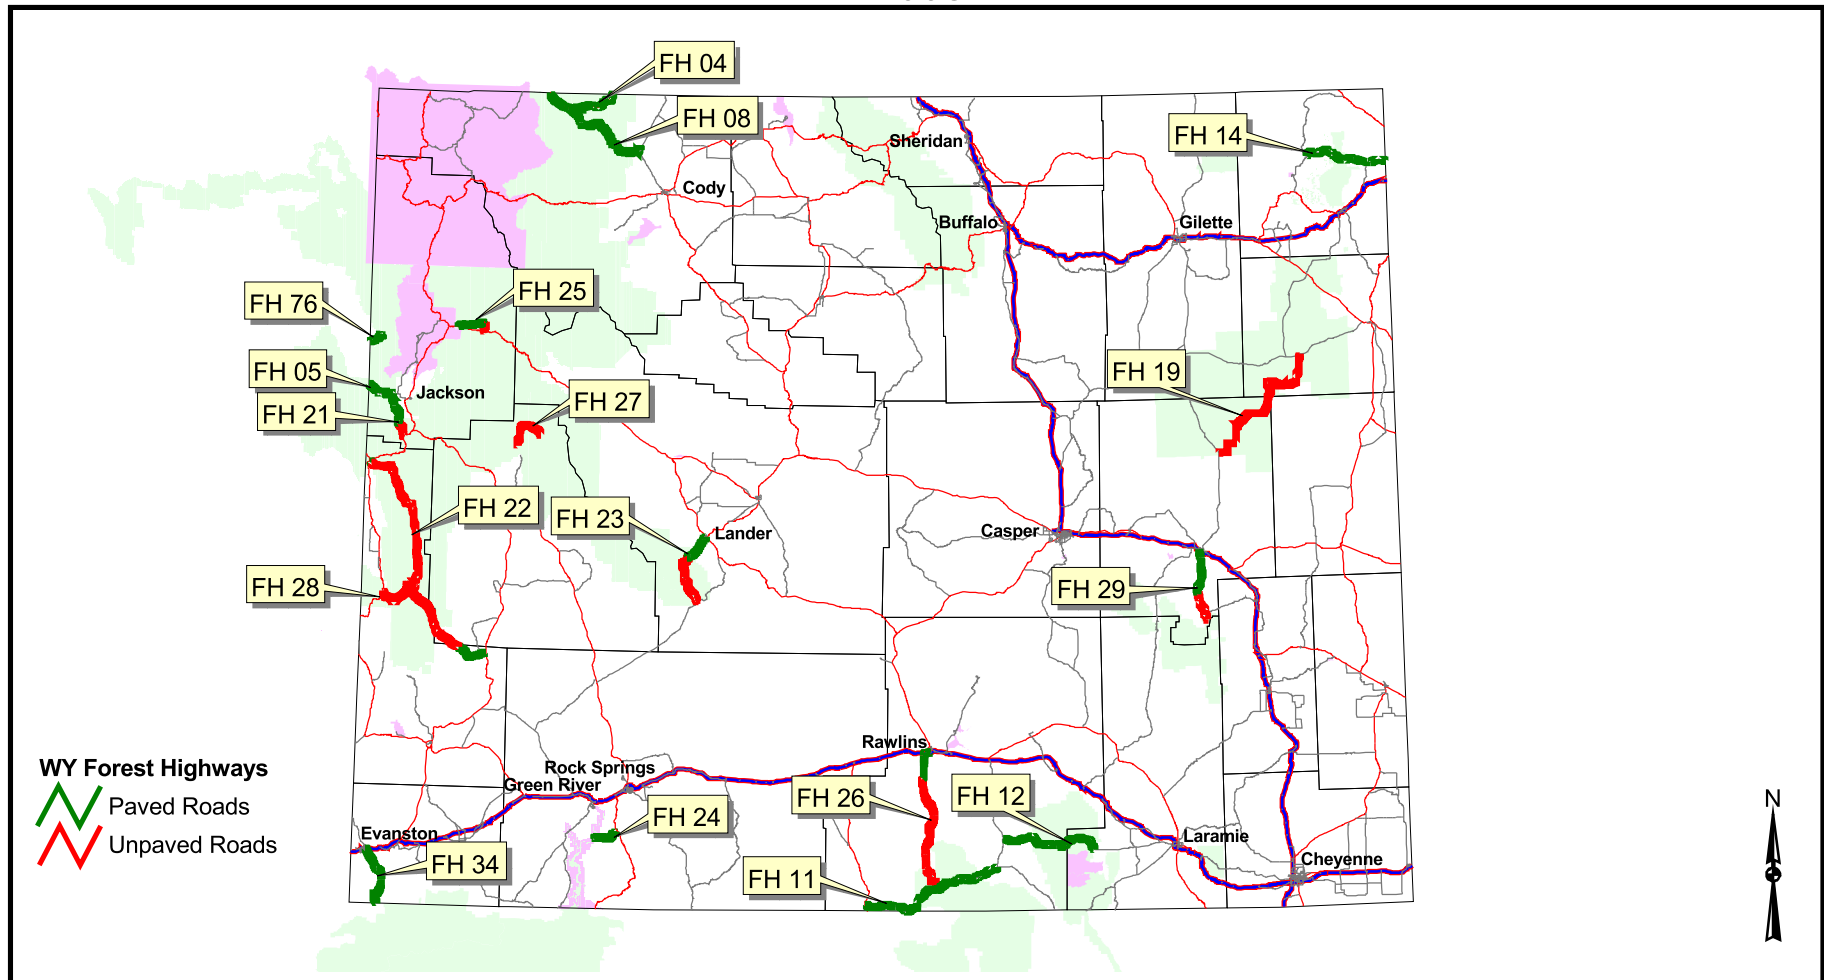 FH 04
FH 08
Sheridan
FH 14
Cody
Buffalo
Gilette
FH 25
FH 76
FH 05
Jackson
FH 19
FH 21
FH 27
FH 22
FH 23
Lander
Casper
FH 28
FH 29
Rawlins
WY Forest Highways
Paved Roads
Unpaved Roads
Rock Springs
Green River
FH 26
FH 12
N
FH 24
Evanston
Laramie
FH 34
FH 11
Cheyenne